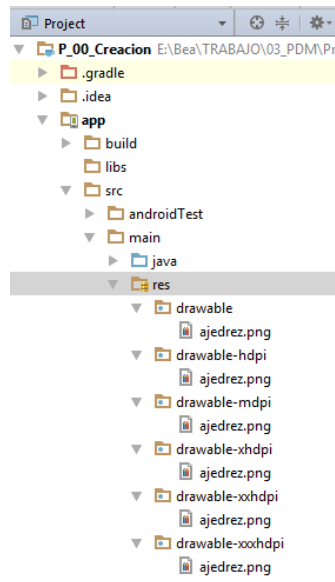 Project
P_00_Creacion E:\Bea\TRABAJO\03_PDM\Pr
.gradle
.idea
app
build
libs
src
androidTest
main
java
res
drawable
ajedrez.png
drawable-hdpi
ajedrez.png
drawable-mdpi
ajedrez.png
drawable-xhdpi
ajedrez.png
drawable-xxhdpi
ajedrez.png
drawable-xxxhdpi
ajedrez.png